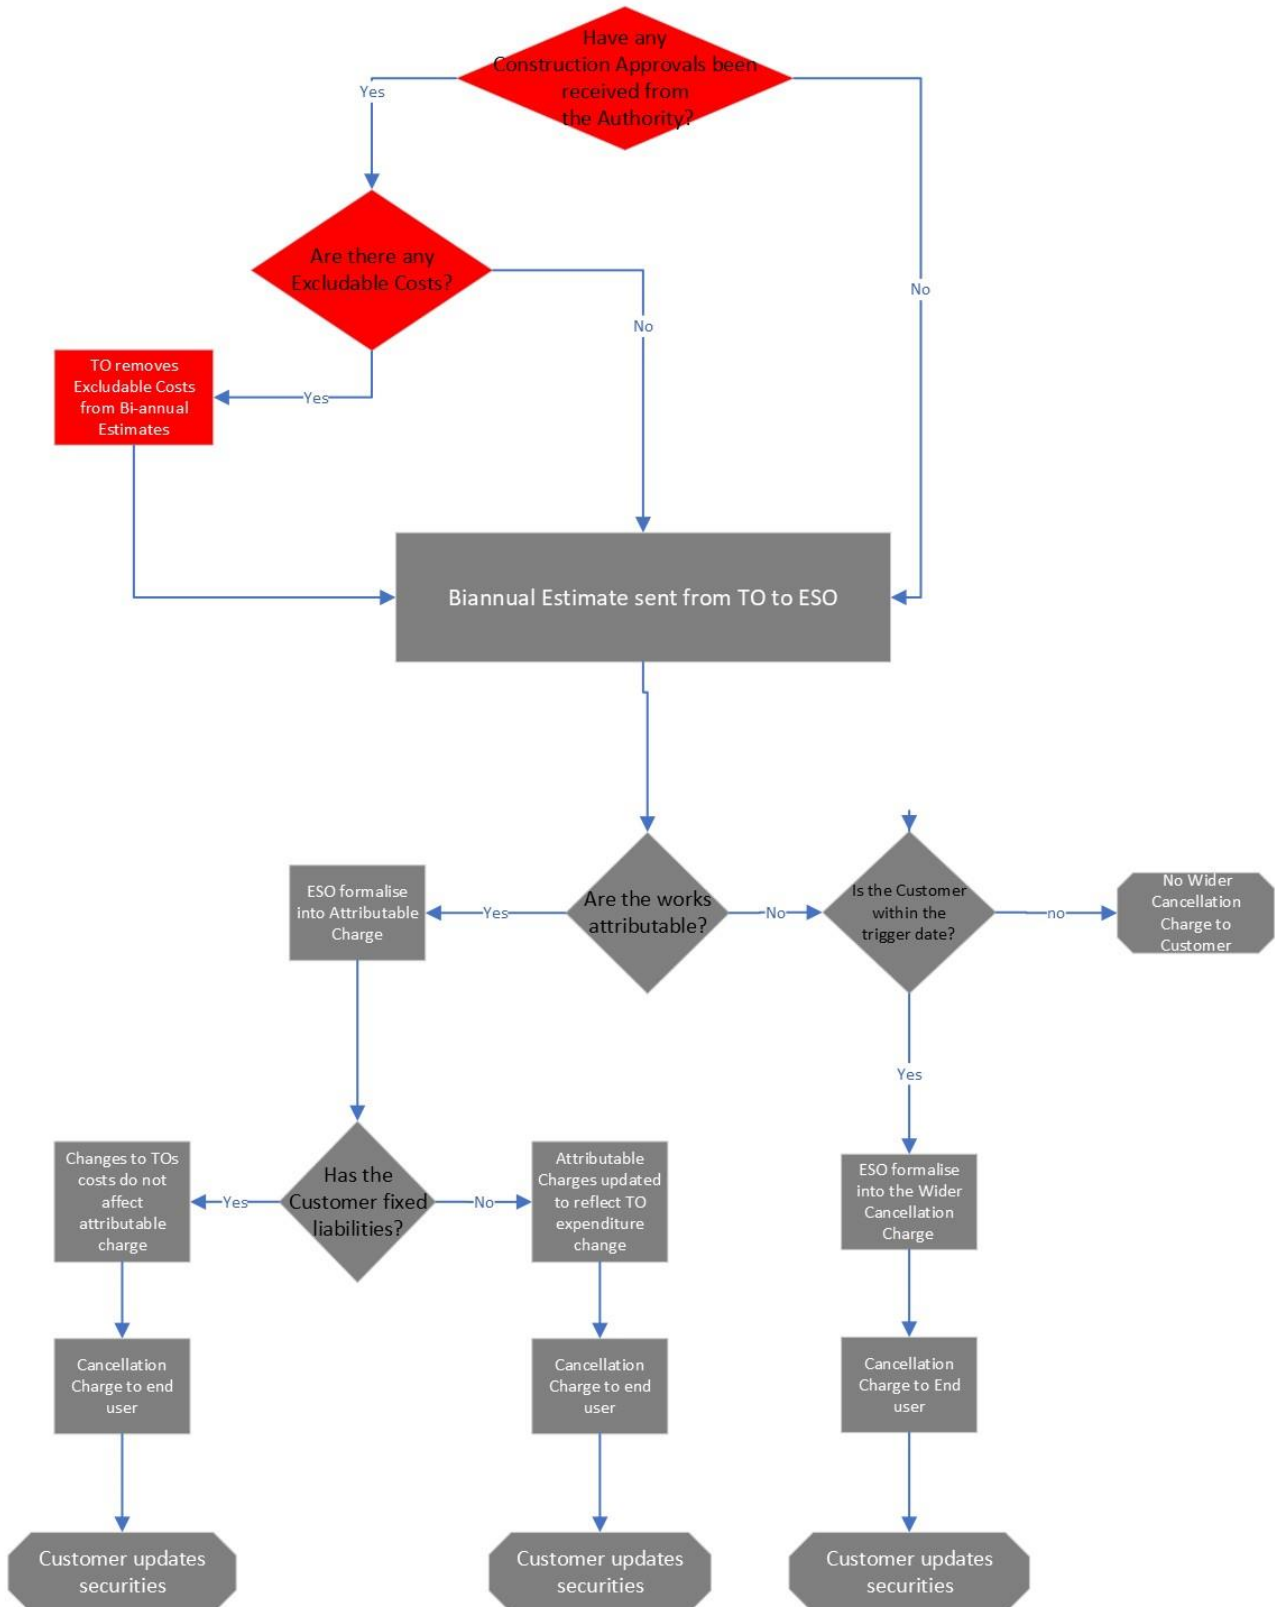 Have any
Construction Approvals been
received from
the Authority?
Yes
No
Are there any
Excludable Costs?
No
Yes
TO removes
Excludable Costs
from Bi-annual
Estimates
Biannual Estimate sent from TO to ESO
ESO formalise
into Attributable
Charge
Yes
Are the works
attributable?
No
Is the Customer
within the
trigger date?
no
No Wider
Cancellation
Charge to
Customer
Yes
Changes to TOs
costs do not
affect
attributable
charge
Yes
Has the
Customer fixed
liabilities?
No
Attributable
Charges updated
to reflect TO
expenditure
change
ESO formalise
into the Wider
Cancellation
Charge
Cancellation
Charge to end
user
Cancellation
Charge to end
user
Cancellation
Charge to End
user
Customer updates
securities
Customer updates
securities
Customer updates
securities